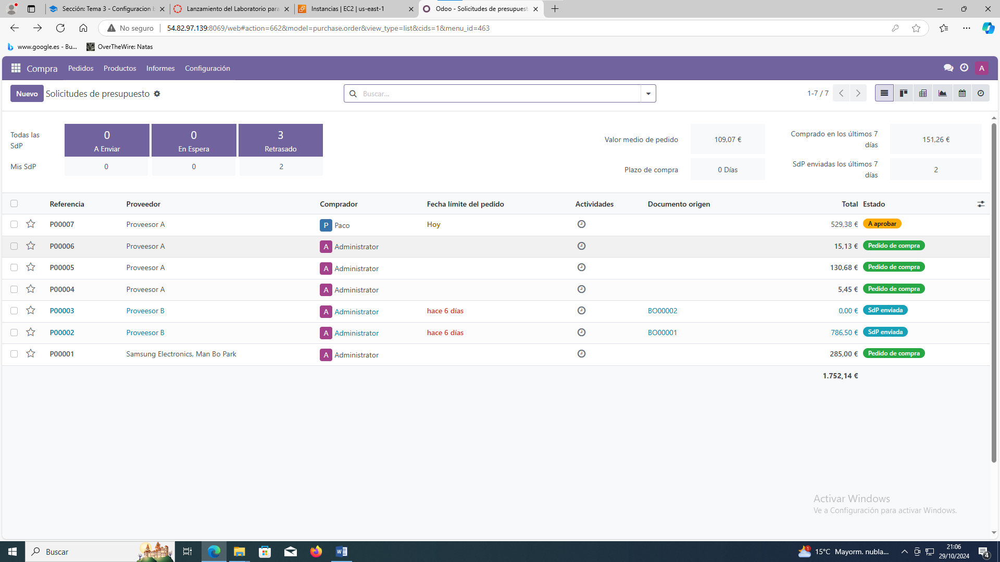 Sección: Tema 3 - Configuracion b
Lanzamiento del Laboratorio para
Instancias | EC2 | us-east-1
Odoo - Solicitudes de presupuest
No seguro
54.82.97.139:8069/web#action=662&model=purchase.order&view_type=list&cids=1&menu_id=463
www.google.es - Bu...
OverTheWire: Natas
Compra
Pedidos
Productos
Informes
Configuración
A
Nuevo
Solicitudes de presupuesto
Buscar...
1-7 / 7
Todas las
SdP
0
A Enviar
0
En Espera
3
Retrasado
Mis SdP
0
0
2
Valor medio de pedido
109,07 €
Comprado en los últimos 7
días
151,26 €
Plazo de compra
0 Días
SdP enviadas los últimos 7
días
2
Referencia Proveedor Comprador Fecha límite del pedido Actividades Documento origen Total Estado
P00007 Proveesor A P Paco Hoy 529,38 € A aprobar
P00006 Proveesor A A Administrator 15,13 € Pedido de compra
P00005 Proveesor A A Administrator 130,68 € Pedido de compra
P00004 Proveesor A A Administrator 5,45 € Pedido de compra
P00003 Proveesor B A Administrator hace 6 días BO00002 0,00 € SdP enviada
P00002 Proveesor B A Administrator hace 6 días BO00001 786,50 € SdP enviada
P00001 Samsung Electronics, Man Bo Park A Administrator 285,00 € Pedido de compra
1.752,14 €
Activar Windows
Ve a Configuración para activar Windows.
Buscar
1
15°C Mayorm. nubla...
21:06
29/10/2024
4